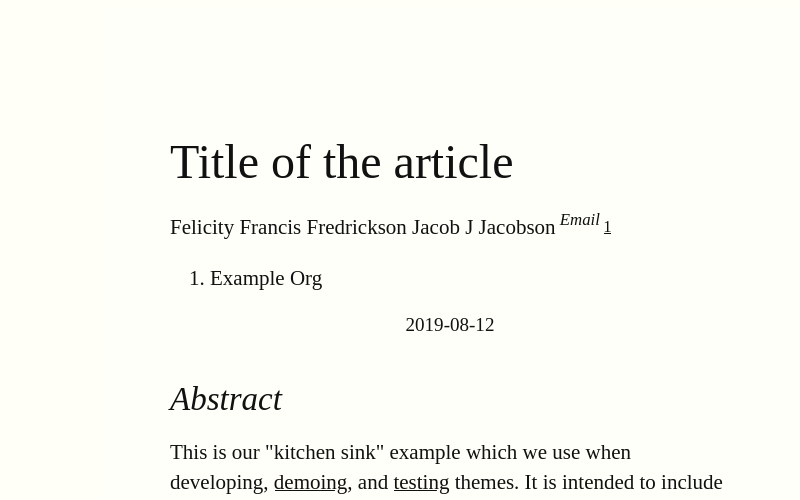 Title of the article
Felicity Francis Fredrickson Jacob J Jacobson Email 1
1. Example Org
2019-08-12
Abstract
This is our "kitchen sink" example which we use when
developing, demoing, and testing themes. It is intended to include